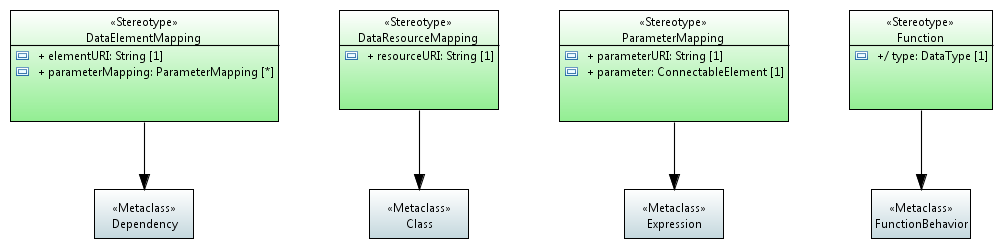 «Stereotype»
DataElementMapping
+ elementURI: String [1]
+ parameterMapping: ParameterMapping [*]
«Stereotype»
DataResourceMapping
+ resourceURI: String [1]
«Stereotype»
ParameterMapping
+ parameterURI: String [1]
+ parameter: ConnectableElement [1]
«Stereotype»
Function
+/ type: DataType [1]
«Metaclass»
Dependency
«Metaclass»
Class
«Metaclass»
Expression
«Metaclass»
FunctionBehavior